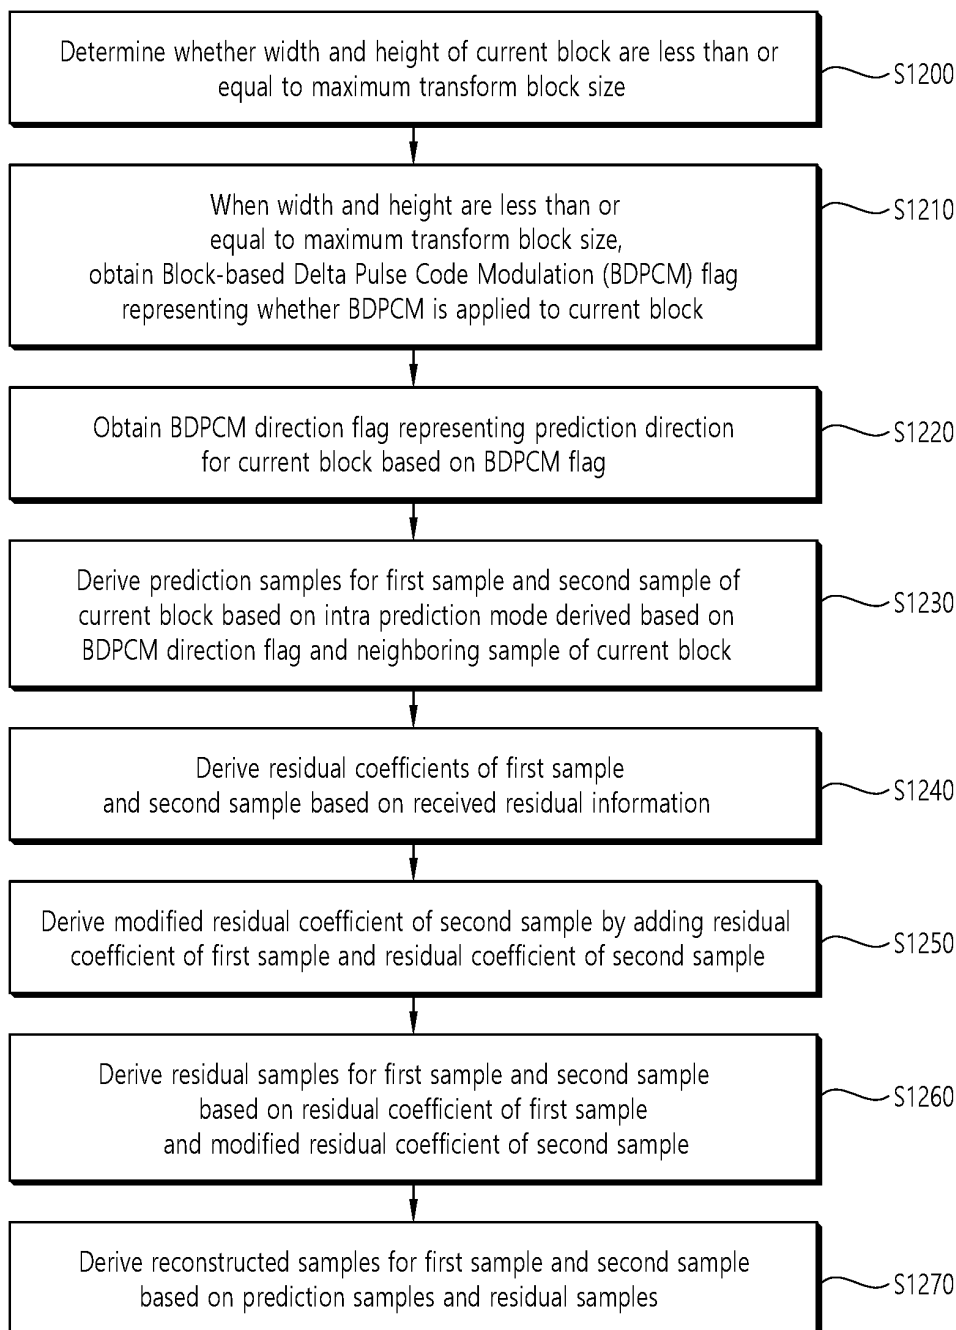 Determine whether width and height of current block are less than or
equal to maximum transform block size
S1200
When width and height are less than or
equal to maximum transform block size,
obtain Block-based Delta Pulse Code Modulation (BDPCM) flag
representing whether BDPCM is applied to current block
S1210
Obtain BDPCM direction flag representing prediction direction
for current block based on BDPCM flag
S1220
Derive prediction samples for first sample and second sample of
current block based on intra prediction mode derived based on
BDPCM direction flag and neighboring sample of current block
S1230
Derive residual coefficients of first sample
and second sample based on received residual information
S1240
Derive modified residual coefficient of second sample by adding residual
coefficient of first sample and residual coefficient of second sample
S1250
Derive residual samples for first sample and second sample
based on residual coefficient of first sample
and modified residual coefficient of second sample
S1260
Derive reconstructed samples for first sample and second sample
based on prediction samples and residual samples
S1270